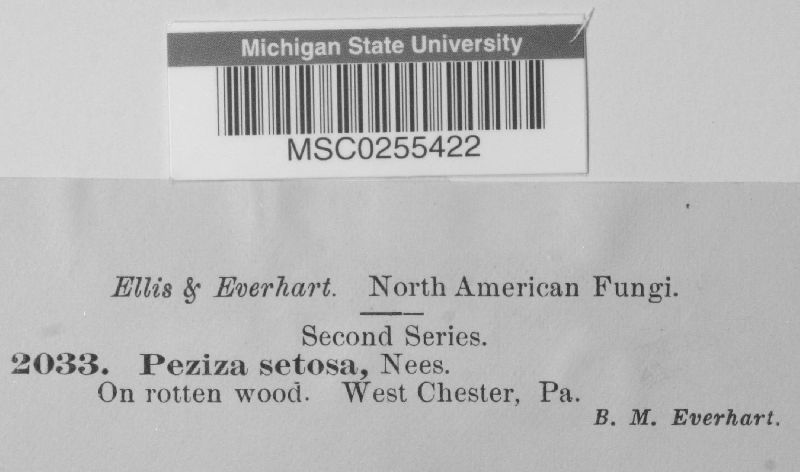 Michigan State University
MSC0255422
Ellis & Everhart. North American Fungi.
Second Series.
2033. Peziza setosa, Nees.
On rotten wood. West Chester, Pa.
B. M. Everhart.